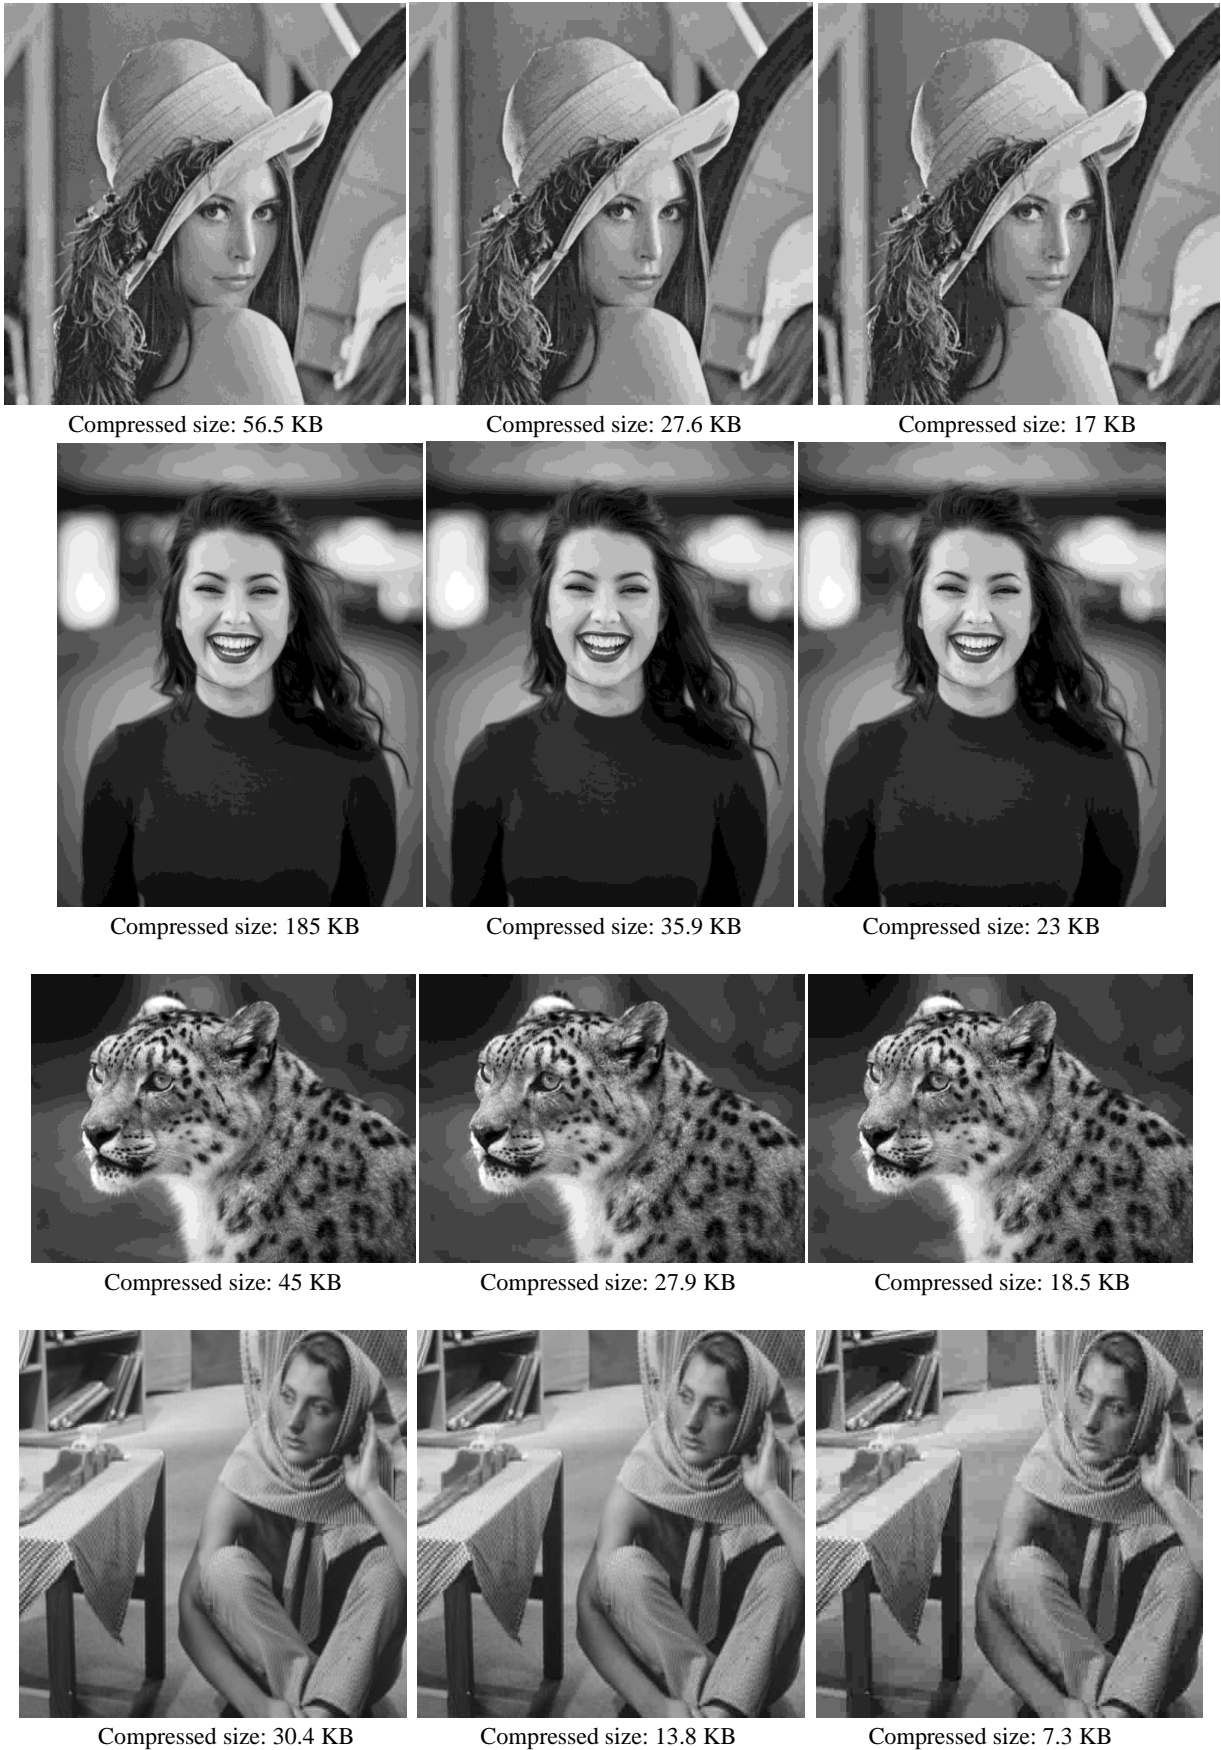 Compressed size: 56.5 KB
Compressed size: 27.6 KB
Compressed size: 17 KB
Compressed size: 185 KB
Compressed size: 35.9 KB
Compressed size: 23 KB
Compressed size: 45 KB
Compressed size: 27.9 KB
Compressed size: 18.5 KB
Compressed size: 30.4 KB
Compressed size: 13.8 KB
Compressed size: 7.3 KB